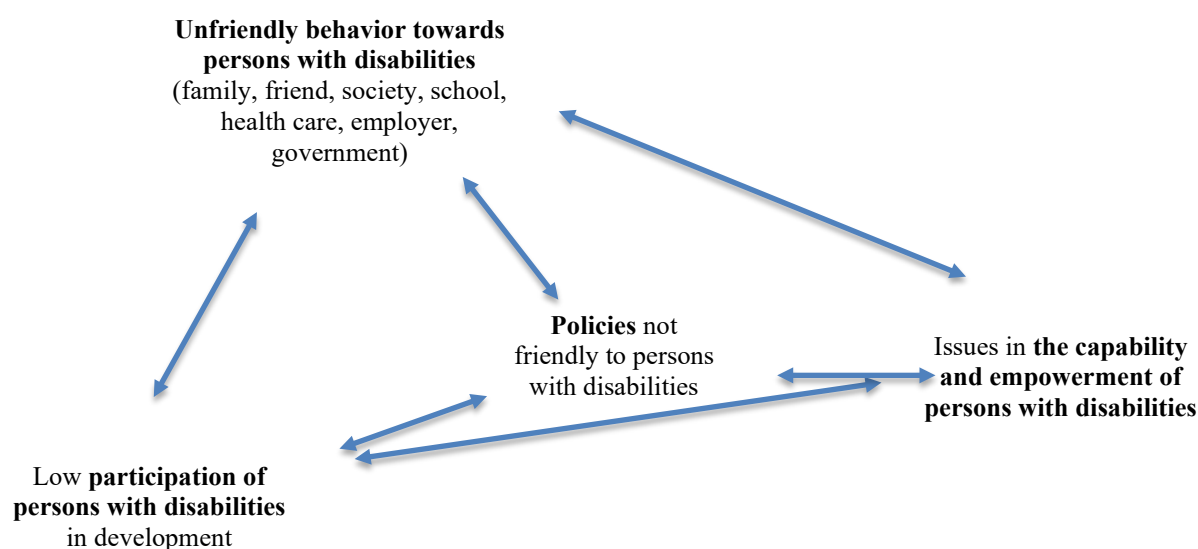 Unfriendly behavior towards
persons with disabilities
(family, friend, society, school,
health care, employer,
government)
Policies not
friendly to persons
with disabilities
Issues in the capability
and empowerment of
persons with disabilities
Low participation of
persons with disabilities
in development